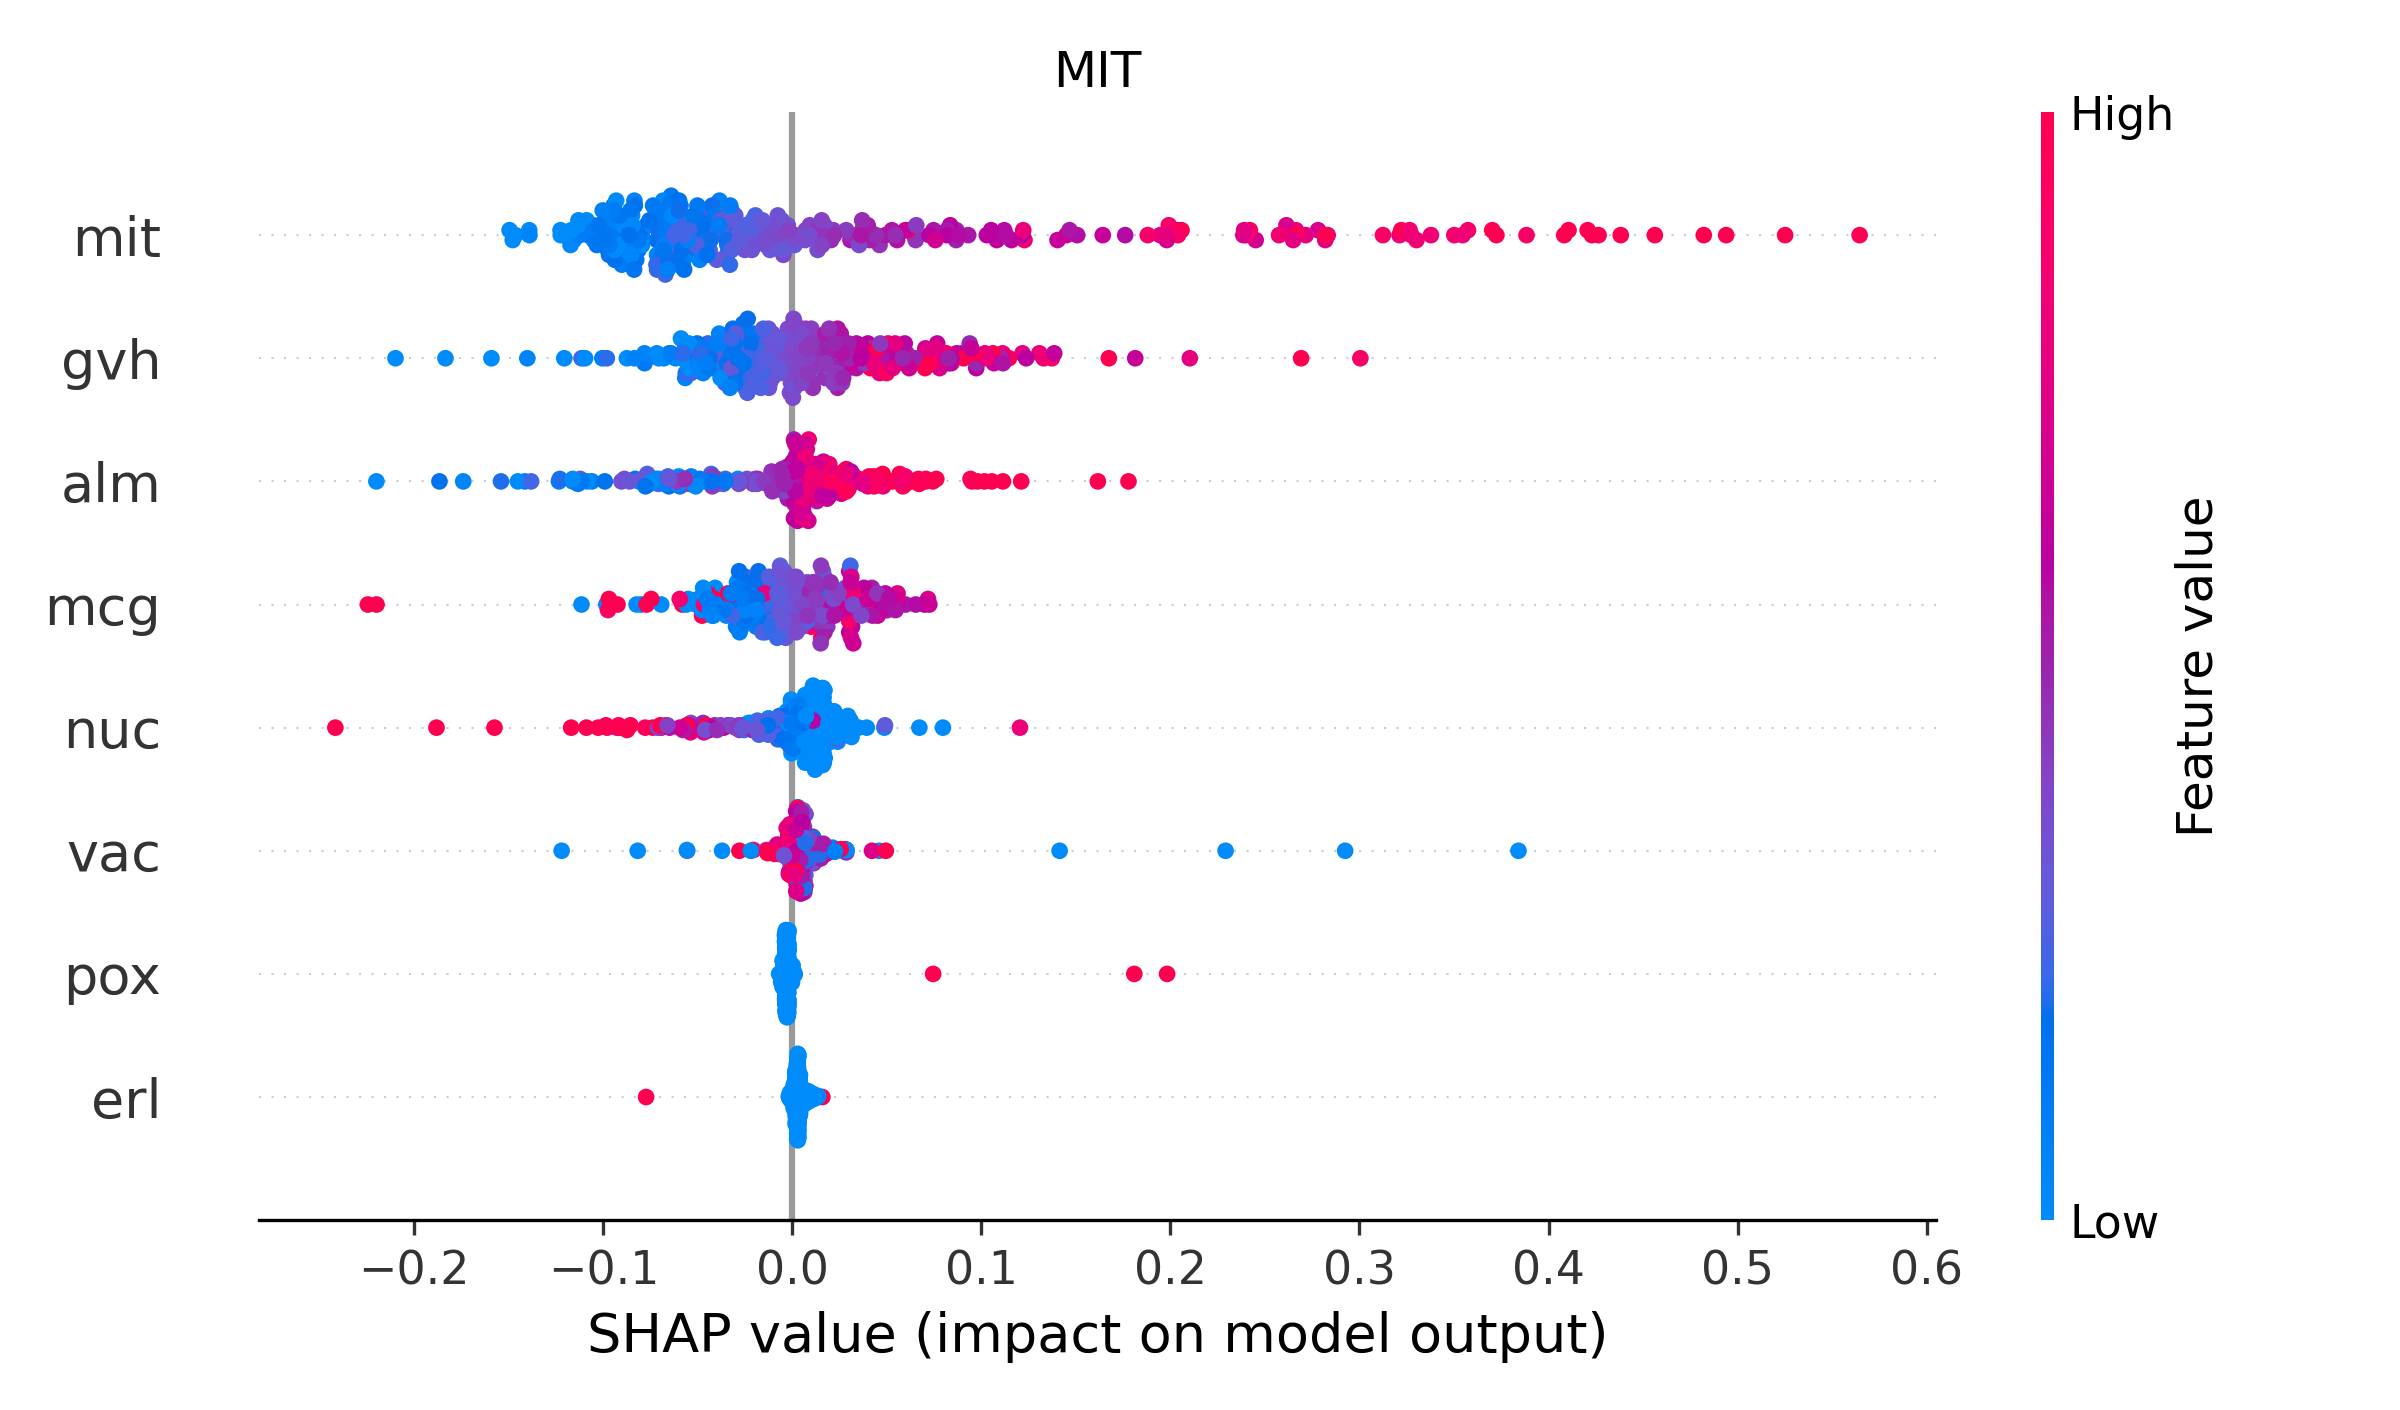 MIT
High
mit
gvh
alm
mcg
nuc
vac
pox
erl
Feature value
Low
−0.2 −0.1 0.0 0.1 0.2 0.3 0.4 0.5 0.6
SHAP value (impact on model output)